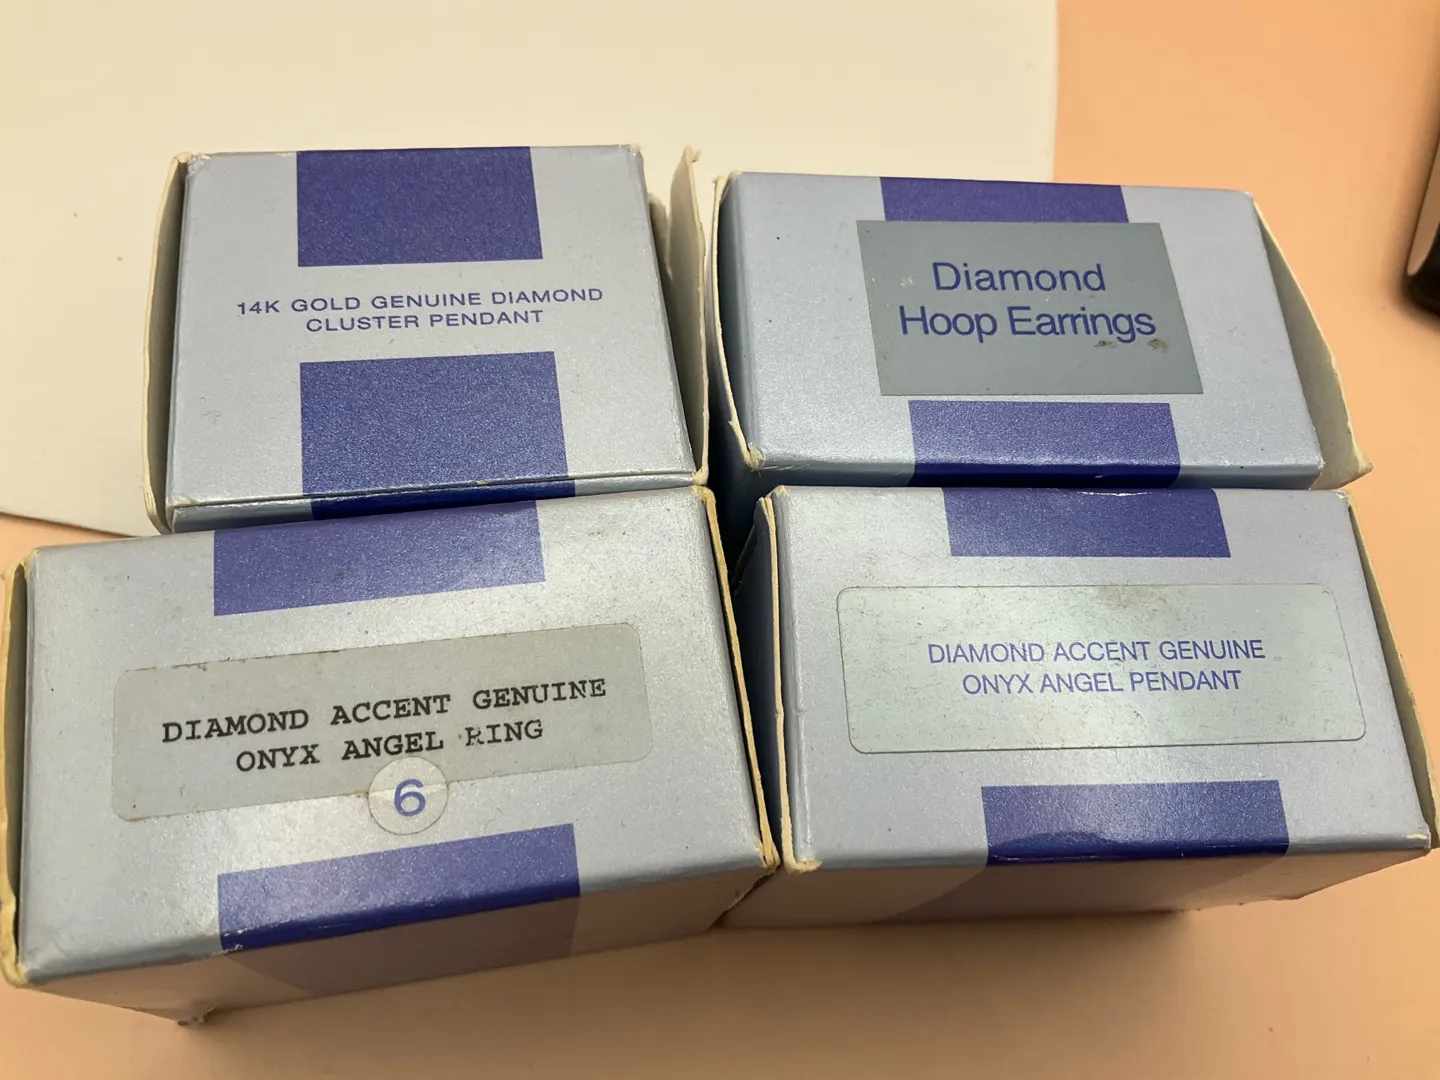 14K GOLD GENUINE DIAMOND
CLUSTER PENDANT
Diamond
Hoop Earrings
DIAMOND ACCENT GENUINE
ONYX ANGEL RING
6
DIAMOND ACCENT GENUINE
ONYX ANGEL PENDANT